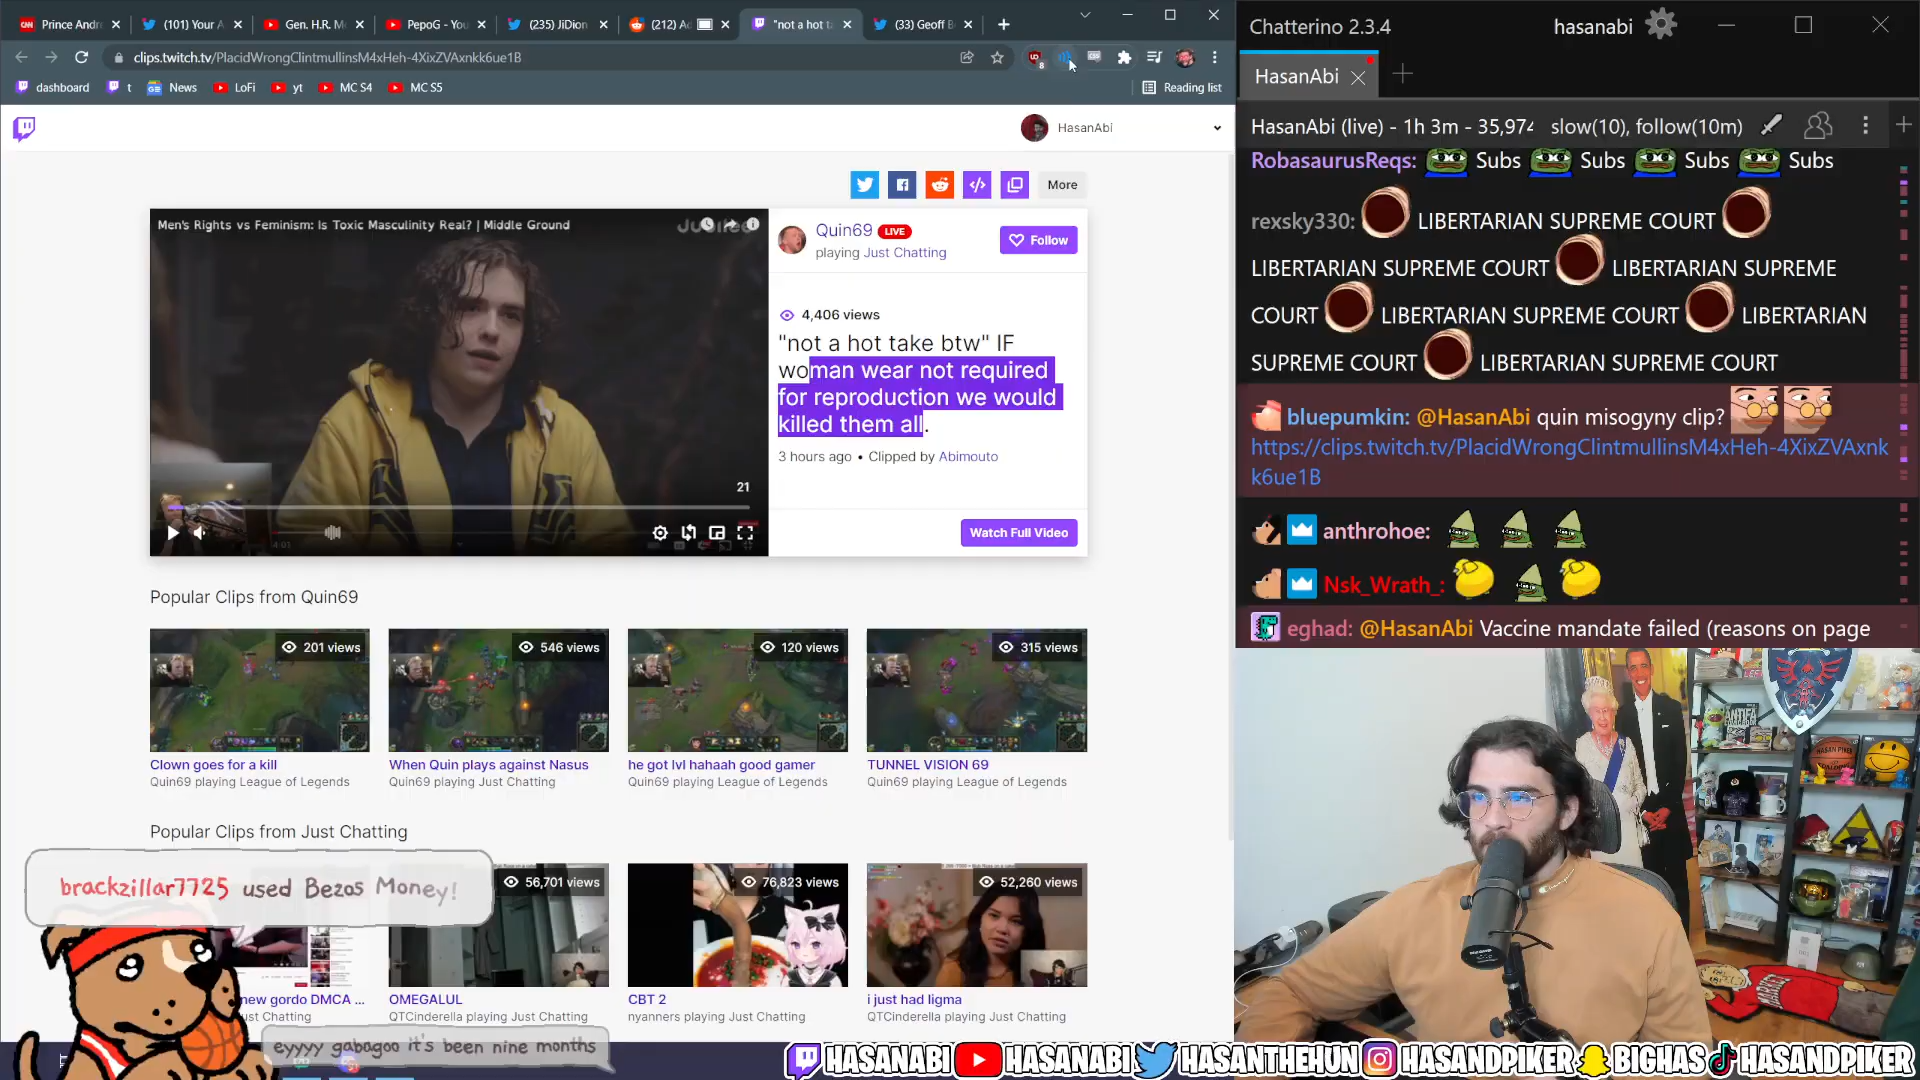 Prince Andr
(101) Your A
Gen. H.R. M
PepoG - You
(235) JiDion
(212) Ad
"not a hot t
(33) Geoff B
clips.twitch.tv/PlacidWrongClintmullinsM4xHeh-4XixZVAxnkk6ue1B
dashboard
t
News
LoFi
yt
MC S4
MC S5
Reading list
HasanAbi
More
Men's Rights vs Feminism: Is Toxic Masculinity Real? | Middle Ground
21
Quin69 LIVE
playing Just Chatting
Follow
4,406 views
"not a hot take btw" IF
woman wear not required
for reproduction we would
killed them all.
3 hours ago • Clipped by Abimouto
Watch Full Video
Popular Clips from Quin69
201 views
546 views
120 views
315 views
Clown goes for a kill
Quin69 playing League of Legends
When Quin plays against Nasus
Quin69 playing Just Chatting
he got lvl hahaah good gamer
Quin69 playing League of Legends
TUNNEL VISION 69
Quin69 playing League of Legends
Popular Clips from Just Chatting
56,701 views
76,823 views
52,260 views
new gordo DMCA ...
ust Chatting
OMEGALUL
QTCinderella playing Just Chatting
CBT 2
nyanners playing Just Chatting
i just had ligma
QTCinderella playing Just Chatting
brackzillar7725 used Bezos Money!
eyyyy gabagoo it's been nine months
Chatterino 2.3.4
hasanabi
HasanAbi
HasanAbi (live) - 1h 3m - 35,974
slow(10), follow(10m)
RobasaurusReqs: Subs Subs Subs Subs
rexsky330: LIBERTARIAN SUPREME COURT
LIBERTARIAN SUPREME COURT LIBERTARIAN SUPREME
COURT LIBERTARIAN SUPREME COURT LIBERTARIAN
SUPREME COURT LIBERTARIAN SUPREME COURT
bluepumkin: @HasanAbi quin misogyny clip?
https://clips.twitch.tv/PlacidWrongClintmullinsM4xHeh-4XixZVAxnk
k6ue1B
anthrohoe:
Nsk_Wrath_:
eghad: @HasanAbi Vaccine mandate failed (reasons on page
ANTIFA
HASAN PIKER
HASANABI HASANABI HASANTHEHUN HASANDPIKER BIGHAS HASANDPIKER